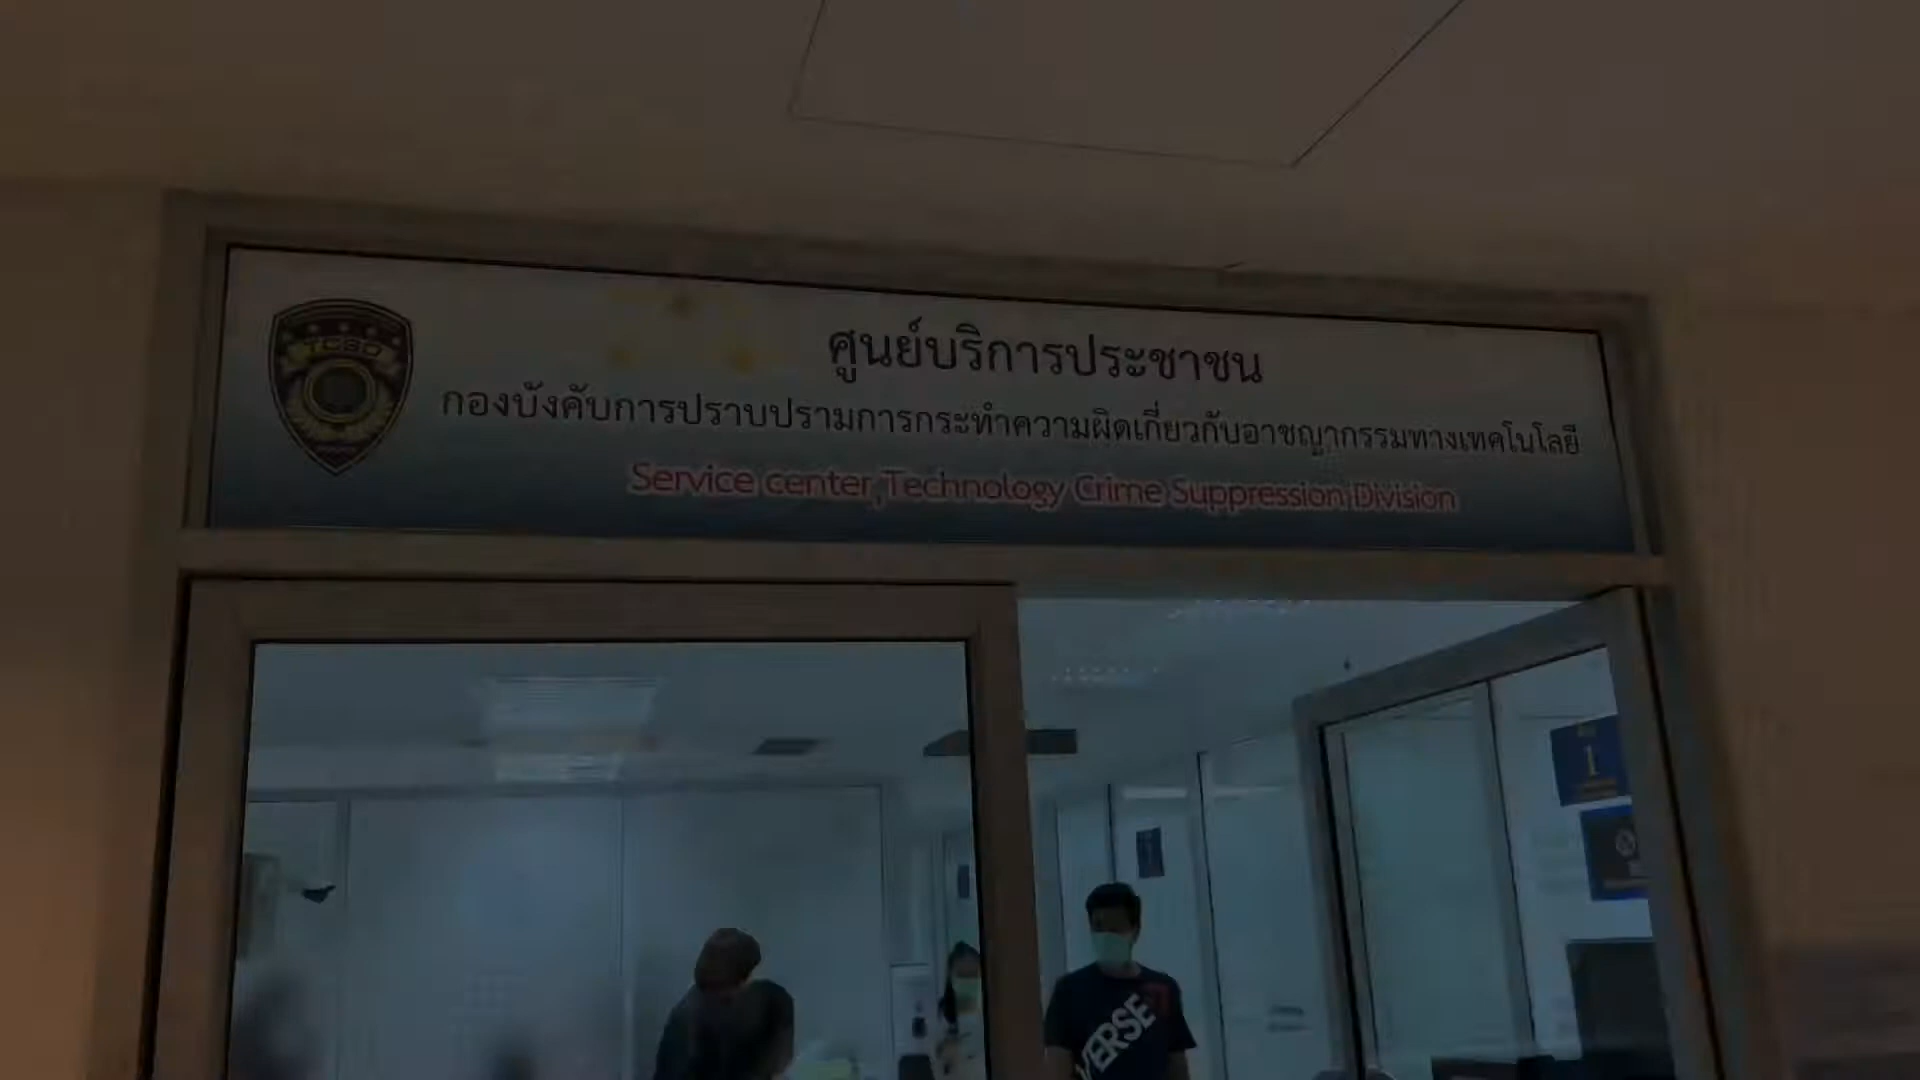 TCSD
ศูนย์บริการประชาชน
กองบังคับการปราบปรามการกระทำความผิดเกี่ยวกับอาชญากรรมทางเทคโนโลยี
Service center,Technology Crime Suppression Division
1
VERSE